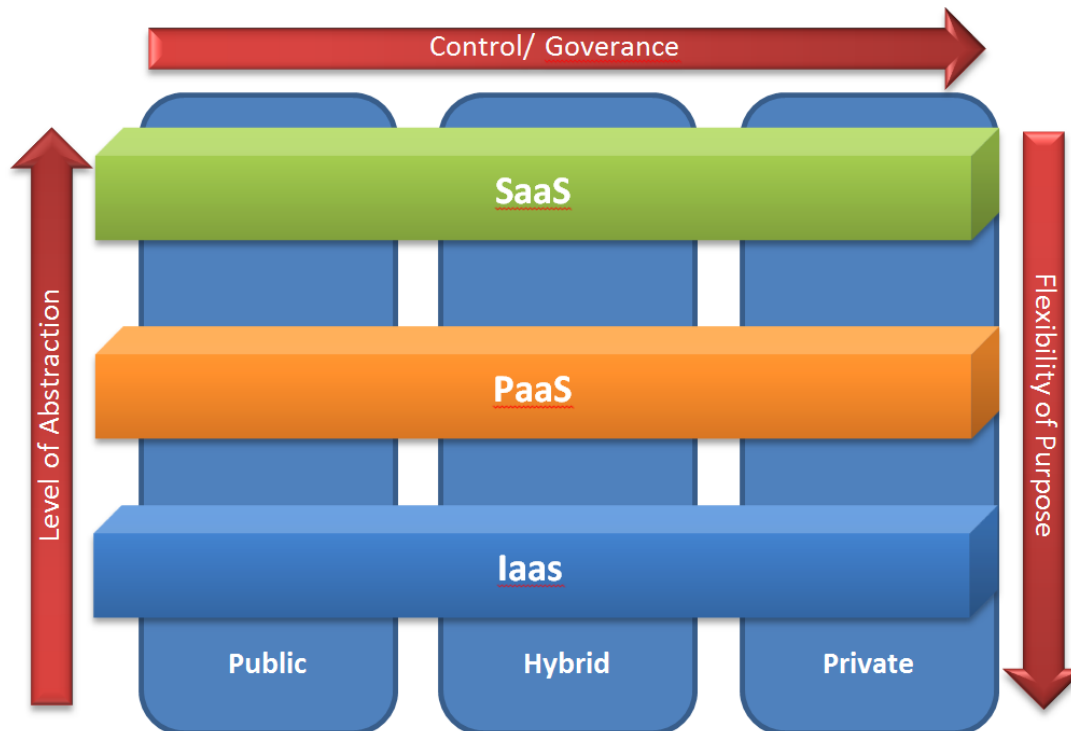 Control/ Goverance
SaaS
Level of Abstraction
Flexibility of Purpose
PaaS
Iaas
Public
Hybrid
Private